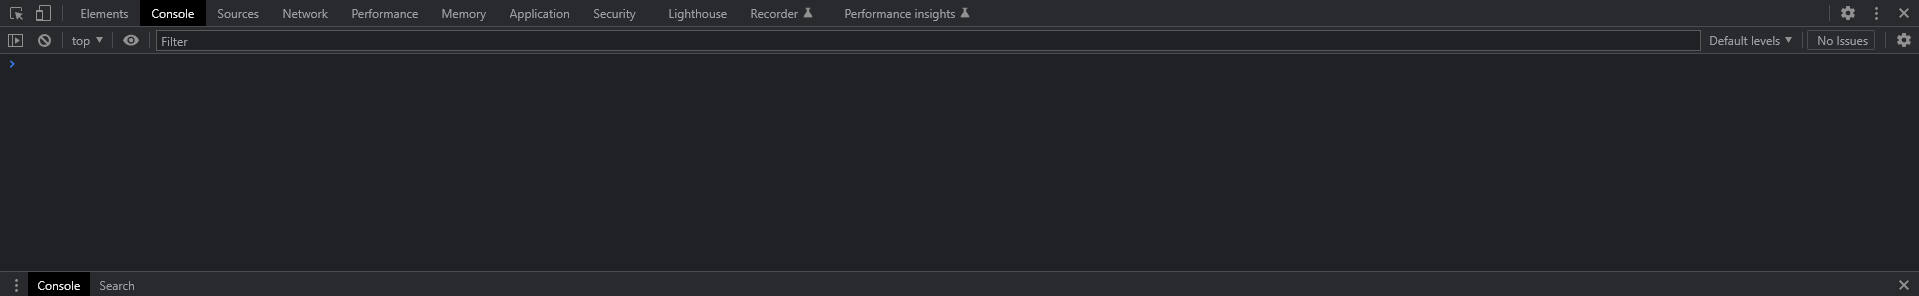 Elements Console Sources Network Performance Memory Application Security Lighthouse Recorder Performance insights
top Filter Default levels No Issues
Console Search